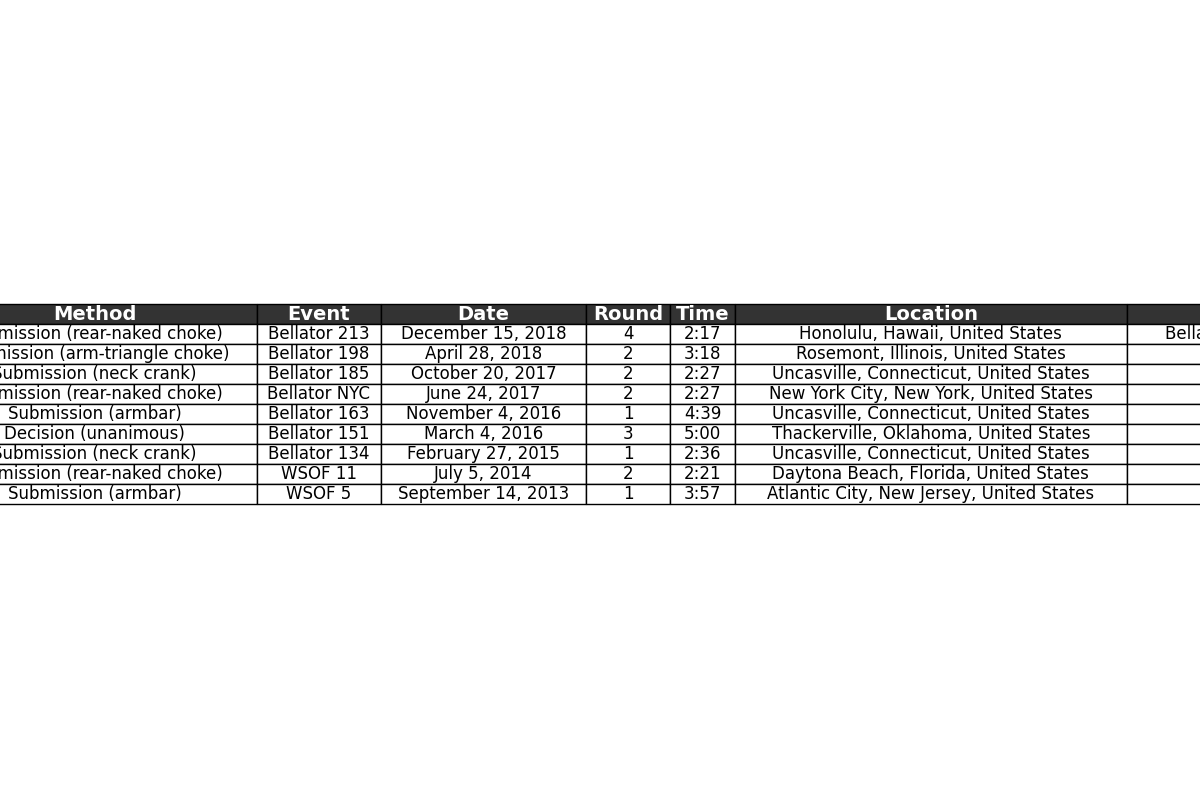 Method Event Date Round Time Location
mission (rear-naked choke) Bellator 213 December 15, 2018 4 2:17 Honolulu, Hawaii, United States Bella
mission (arm-triangle choke) Bellator 198 April 28, 2018 2 3:18 Rosemont, Illinois, United States
Submission (neck crank) Bellator 185 October 20, 2017 2 2:27 Uncasville, Connecticut, United States
mission (rear-naked choke) Bellator NYC June 24, 2017 2 2:27 New York City, New York, United States
Submission (armbar) Bellator 163 November 4, 2016 1 4:39 Uncasville, Connecticut, United States
Decision (unanimous) Bellator 151 March 4, 2016 3 5:00 Thackerville, Oklahoma, United States
Submission (neck crank) Bellator 134 February 27, 2015 1 2:36 Uncasville, Connecticut, United States
mission (rear-naked choke) WSOF 11 July 5, 2014 2 2:21 Daytona Beach, Florida, United States
Submission (armbar) WSOF 5 September 14, 2013 1 3:57 Atlantic City, New Jersey, United States